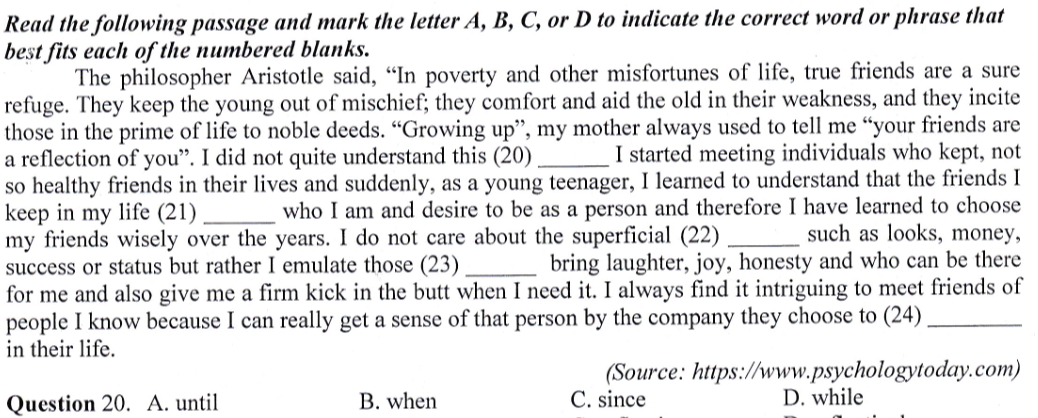 Read the following passage and mark the letter A, B, C, or D to indicate the correct word or phrase that
best fits each of the numbered blanks.
The philosopher Aristotle said, “In poverty and other misfortunes of life, true friends are a sure
refuge. They keep the young out of mischief; they comfort and aid the old in their weakness, and they incite
those in the prime of life to noble deeds. “Growing up”, my mother always used to tell me “your friends are
a reflection of you”. I did not quite understand this (20) _______ I started meeting individuals who kept, not
so healthy friends in their lives and suddenly, as a young teenager, I learned to understand that the friends I
keep in my life (21) _______ who I am and desire to be as a person and therefore I have learned to choose
my friends wisely over the years. I do not care about the superficial (22) _______ such as looks, money,
success or status but rather I emulate those (23) _______ bring laughter, joy, honesty and who can be there
for me and also give me a firm kick in the butt when I need it. I always find it intriguing to meet friends of
people I know because I can really get a sense of that person by the company they choose to (24) _________
in their life.
(Source: https://www.psychologytoday.com)
Question 20. A. until B. when C. since D. while